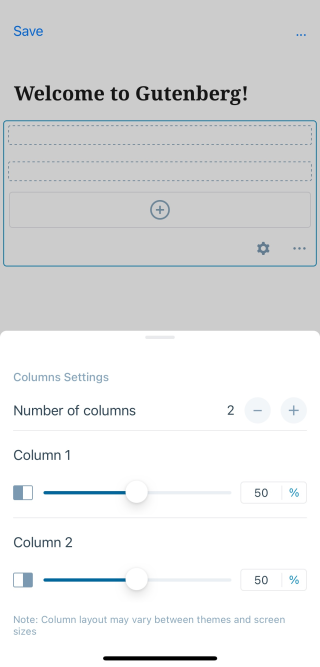 Save ...
Welcome to Gutenberg!
Columns Settings
Number of columns 2 − +
Column 1
50 %
Column 2
50 %
Note: Column layout may vary between themes and screen
sizes